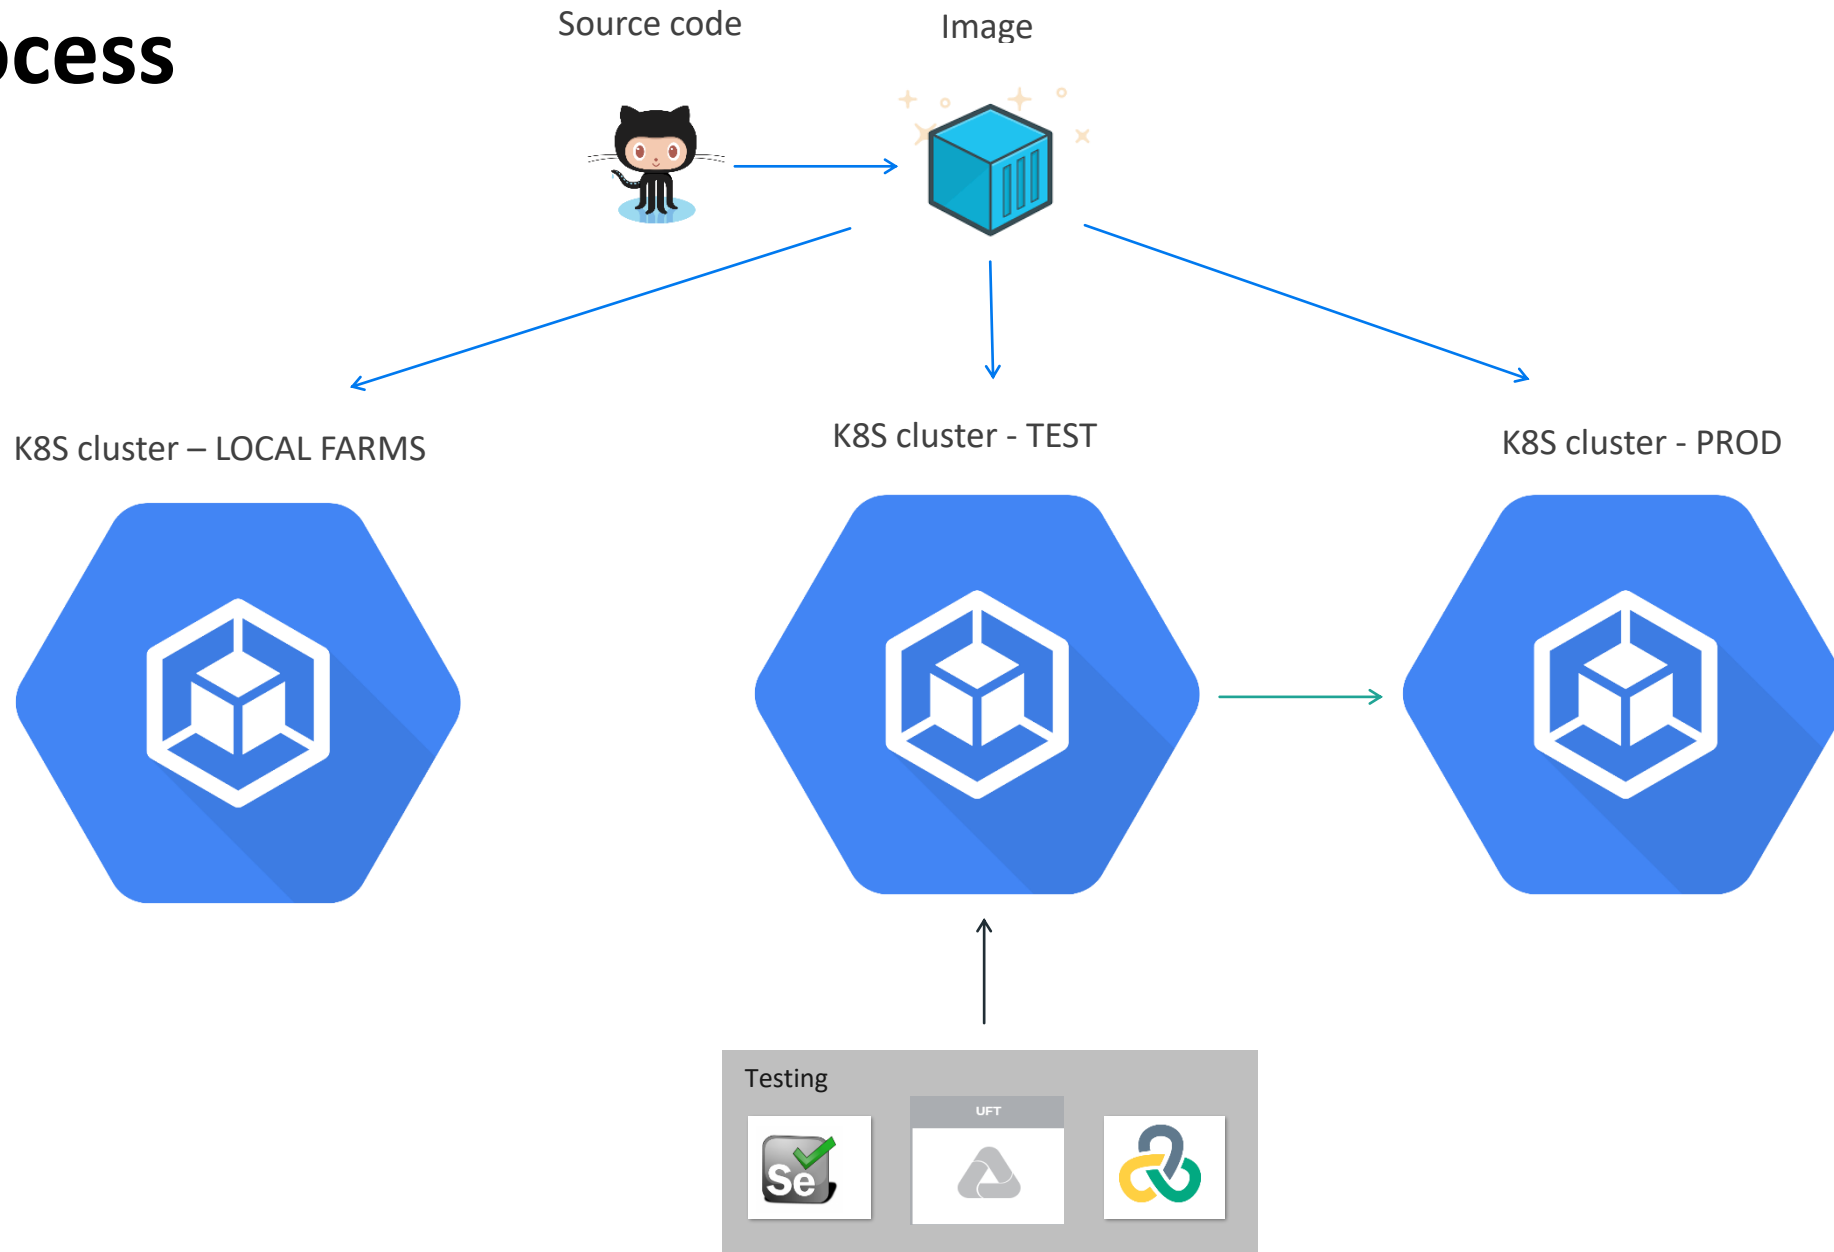 ocess
Source code
Image
K8S cluster – LOCAL FARMS
K8S cluster - TEST
K8S cluster - PROD
Testing
Se
UFT